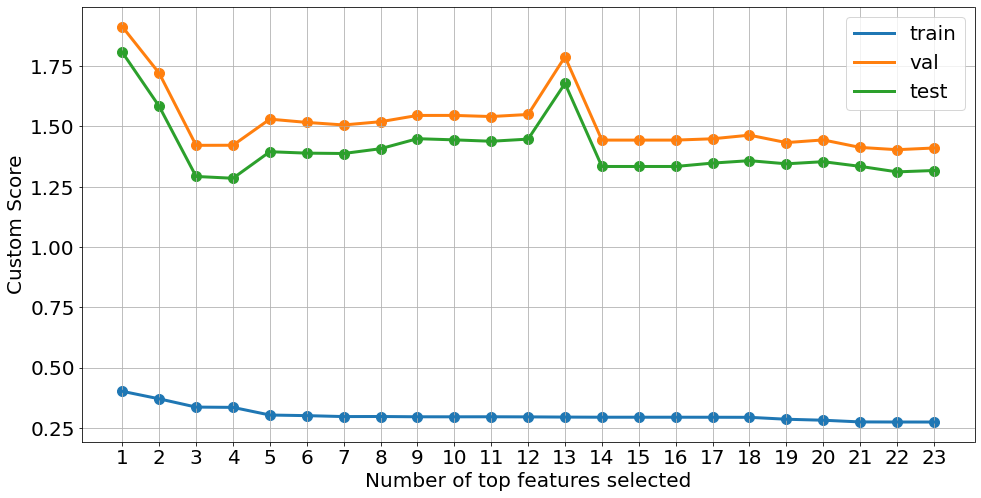 train
val
test
Custom Score
1.75
1.50
1.25
1.00
0.75
0.50
0.25
1 2 3 4 5 6 7 8 9 10 11 12 13 14 15 16 17 18 19 20 21 22 23
Number of top features selected